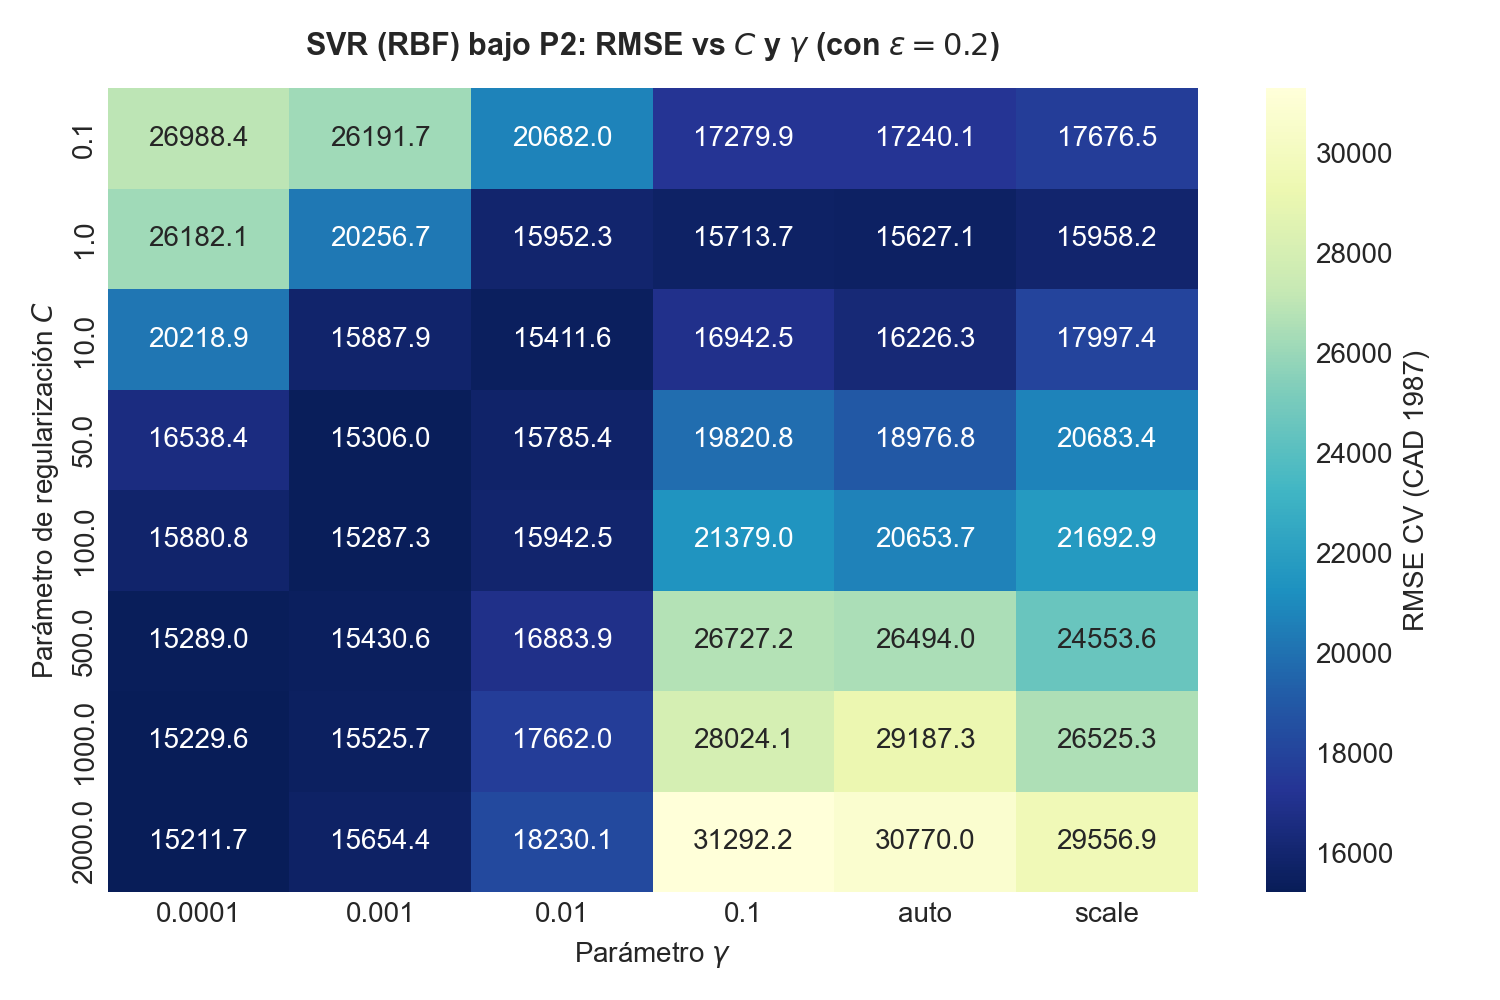 SVR (RBF) bajo P2: RMSE vs C y γ (con ε = 0.2)
Parámetro de regularización C
0.1 26988.4 26191.7 20682.0 17279.9 17240.1 17676.5
1.0 26182.1 20256.7 15952.3 15713.7 15627.1 15958.2
10.0 20218.9 15887.9 15411.6 16942.5 16226.3 17997.4
50.0 16538.4 15306.0 15785.4 19820.8 18976.8 20683.4
100.0 15880.8 15287.3 15942.5 21379.0 20653.7 21692.9
500.0 15289.0 15430.6 16883.9 26727.2 26494.0 24553.6
1000.0 15229.6 15525.7 17662.0 28024.1 29187.3 26525.3
2000.0 15211.7 15654.4 18230.1 31292.2 30770.0 29556.9
0.0001 0.001 0.01 0.1 auto scale
Parámetro γ
30000
28000
26000
24000
22000
20000
18000
16000
RMSE CV (CAD 1987)